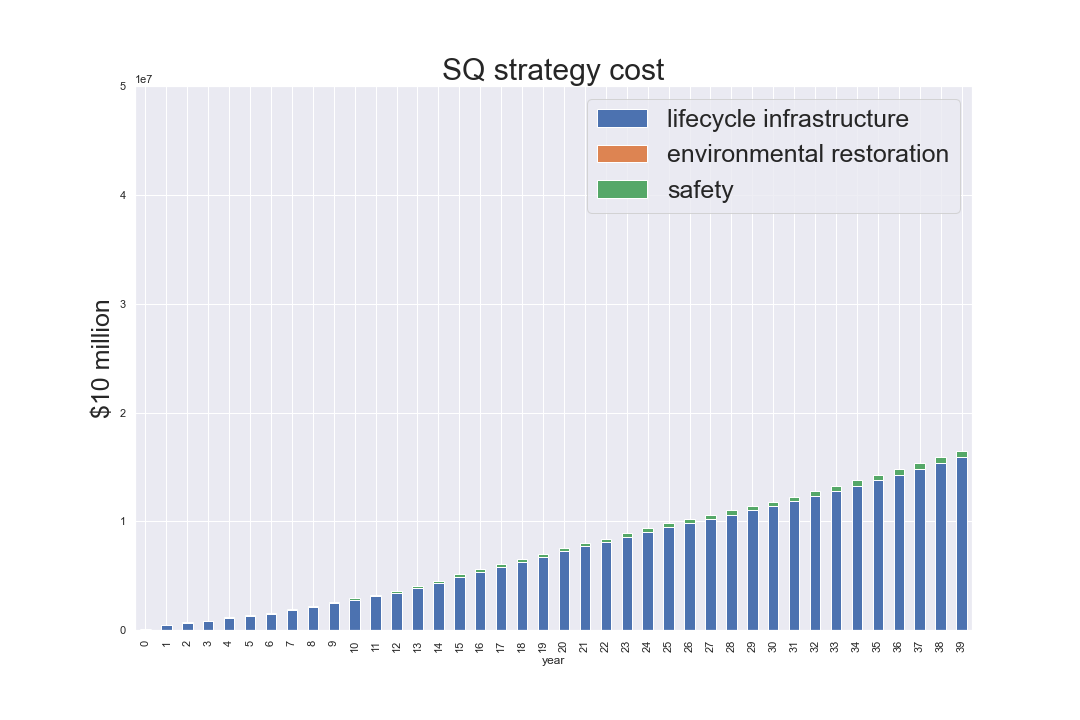 SQ strategy cost
1e7
lifecycle infrastructure
environmental restoration
safety
$10 million
5
4
3
2
1
0
0 1 2 3 4 5 6 7 8 9 10 11 12 13 14 15 16 17 18 19 20 21 22 23 24 25 26 27 28 29 30 31 32 33 34 35 36 37 38 39
year